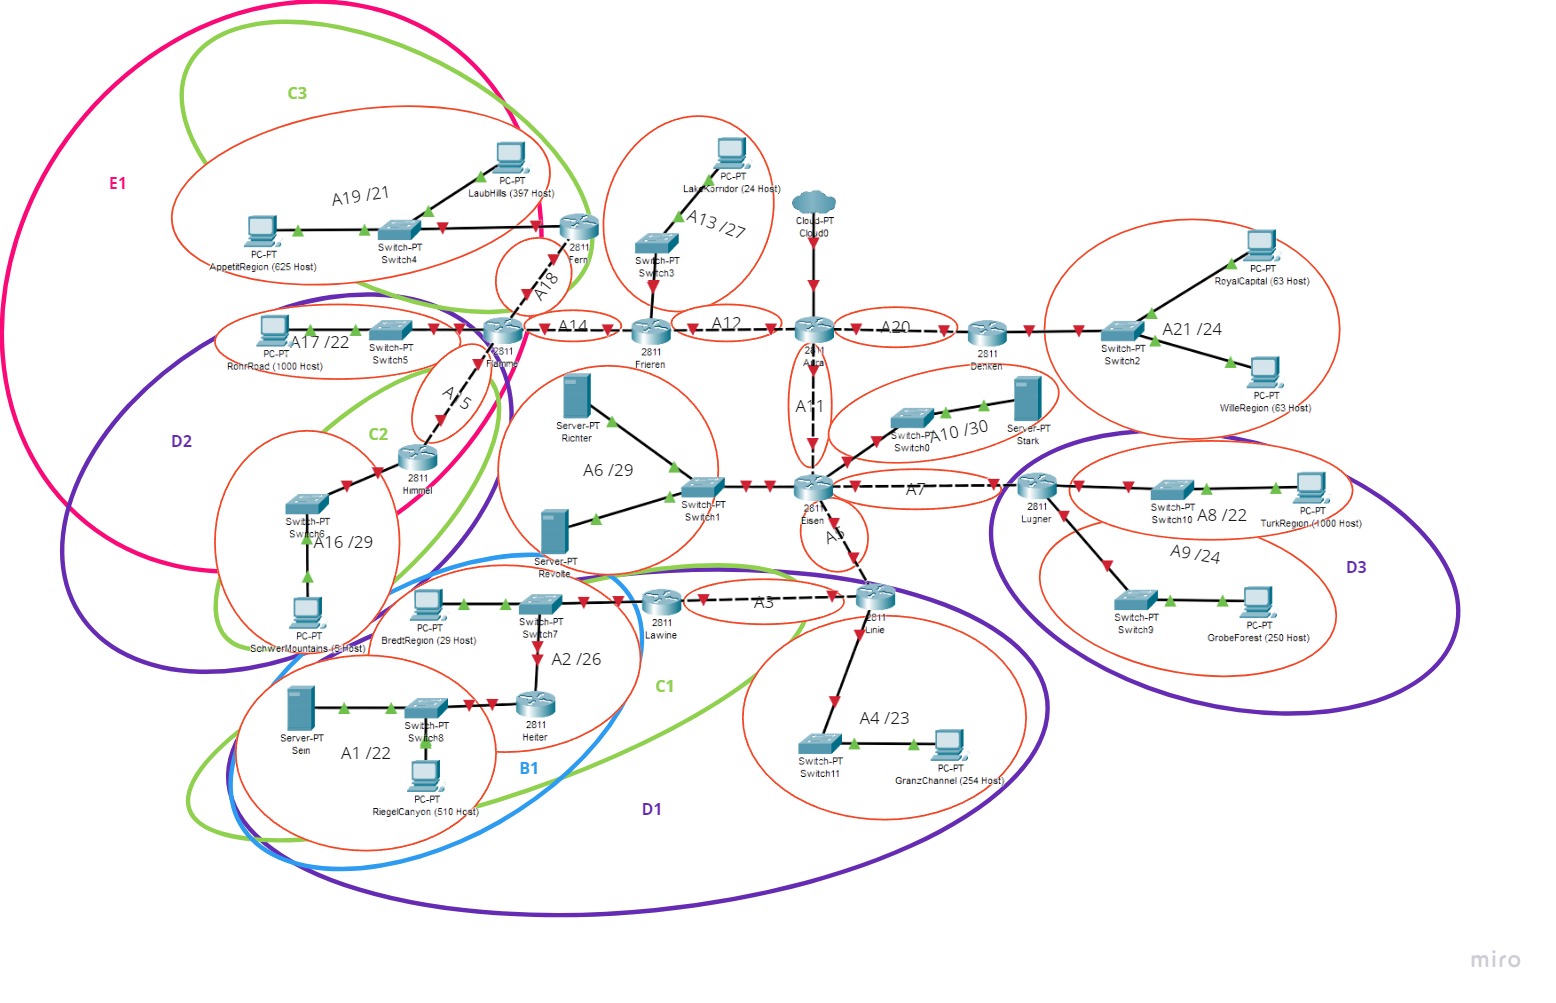 C3
E1
A19 /21
PC-PT
LaubHills (397 Host)
PC-PT
AppetitRegion (625 Host)
Switch-PT
Switch4
2811
Fern
A18
PC-PT
LakeKorridor (24 Host)
A13 /27
Switch-PT
Switch3
Cloud-PT
Cloud0
PC-PT
RoyalCapital (63 Host)
A21 /24
Switch-PT
Switch2
PC-PT
WilleRegion (63 Host)
A17 /22
PC-PT
RohrRoad (1000 Host)
Switch-PT
Switch5
2811
Flamme
A14
2811
Frieren
A12
2811
Aura
A20
2811
Denken
A15
D2
C2
2811
Himmel
Switch-PT
Switch6
A16 /29
PC-PT
SchwerMountains (5 Host)
Server-PT
Richter
A6 /29
Switch-PT
Switch1
Server-PT
Revolte
A11
Switch-PT
Switch0
A10 /30
Server-PT
Stark
2811
Eisen
A7
A5
2811
Lugner
Switch-PT
Switch10
A8 /22
PC-PT
TurkRegion (1000 Host)
A9 /24
D3
Switch-PT
Switch9
PC-PT
GrobeForest (250 Host)
PC-PT
BredtRegion (29 Host)
Switch-PT
Switch7
2811
Lawine
A3
2811
Linie
A2 /26
C1
2811
Heiter
Server-PT
Sein
Switch-PT
Switch8
A1 /22
PC-PT
RiegelCanyon (510 Host)
B1
D1
A4 /23
Switch-PT
Switch11
PC-PT
GranzChannel (254 Host)
miro